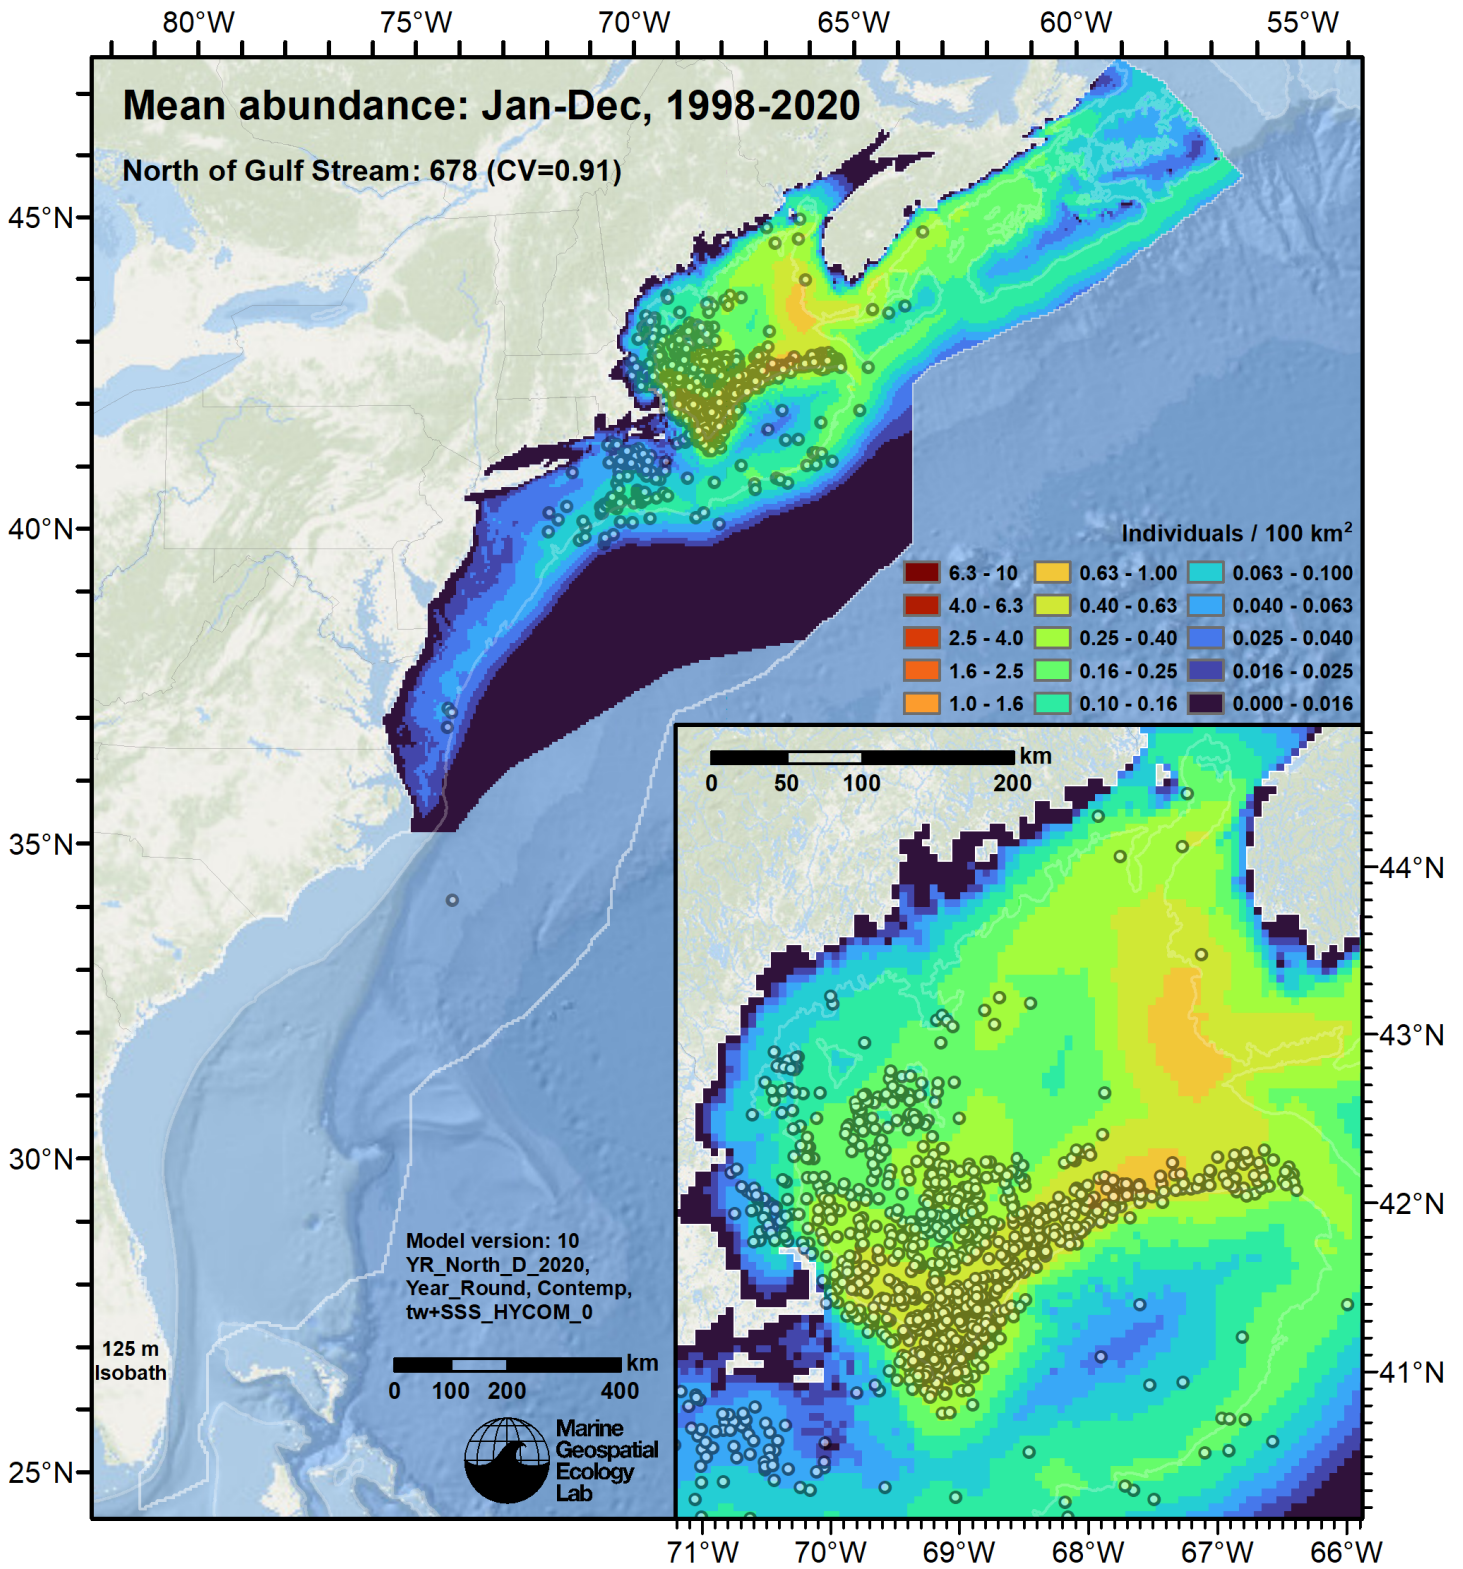 80°W 75°W 70°W 65°W 60°W 55°W
Mean abundance: Jan-Dec, 1998-2020
North of Gulf Stream: 678 (CV=0.91)
45°N
40°N
35°N
30°N
25°N
Individuals / 100 km²
6.3 - 10 0.63 - 1.00 0.063 - 0.100
4.0 - 6.3 0.40 - 0.63 0.040 - 0.063
2.5 - 4.0 0.25 - 0.40 0.025 - 0.040
1.6 - 2.5 0.16 - 0.25 0.016 - 0.025
1.0 - 1.6 0.10 - 0.16 0.000 - 0.016
km
0 50 100 200
44°N
43°N
42°N
41°N
Model version: 10
YR_North_D_2020,
Year_Round, Contemp,
tw+SSS_HYCOM_0
125 m
Isobath
km
0 100 200 400
Marine
Geospatial
Ecology
Lab
71°W 70°W 69°W 68°W 67°W 66°W